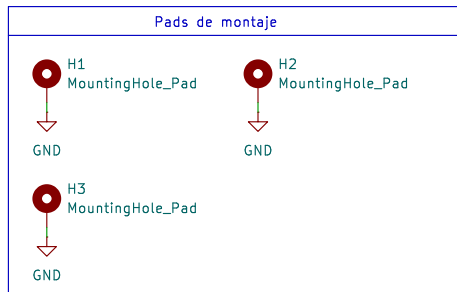 Pads de montaje
H1
MountingHole_Pad
GND
H2
MountingHole_Pad
GND
H3
MountingHole_Pad
GND